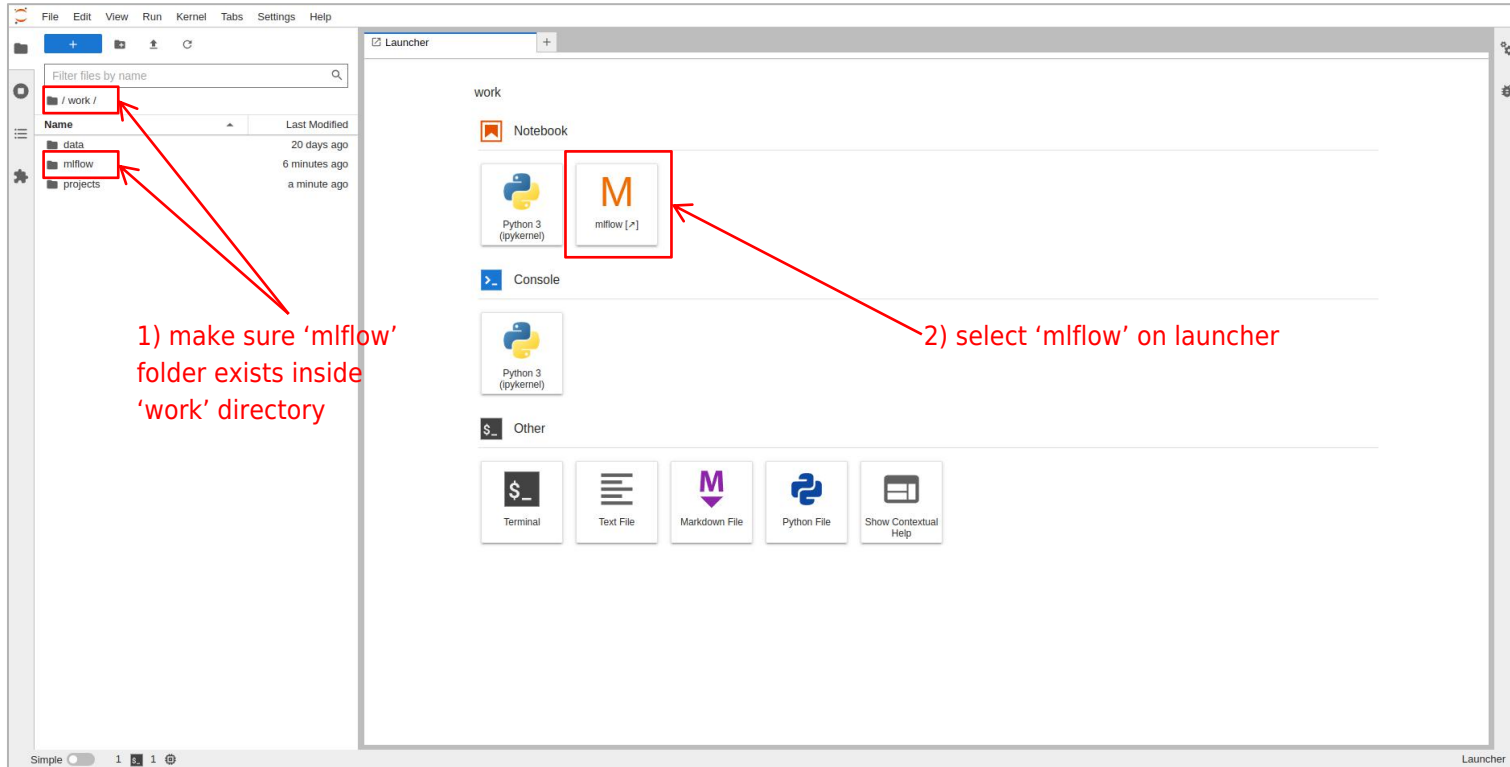 File Edit View Run Kernel Tabs Settings Help
+
Launcher
+
Filter files by name
/ work /
Name Last Modified
data 20 days ago
mlflow 6 minutes ago
projects a minute ago
work
Notebook
Python 3
(ipykernel)
M
mlflow [↗]
Console
Python 3
(ipykernel)
1) make sure ‘mlflow’
folder exists inside
‘work’ directory
2) select ‘mlflow’ on launcher
$_ Other
$_
Terminal
Text File
M
Markdown File
Python File
Show Contextual
Help
Simple 1 $_ 1
Launcher